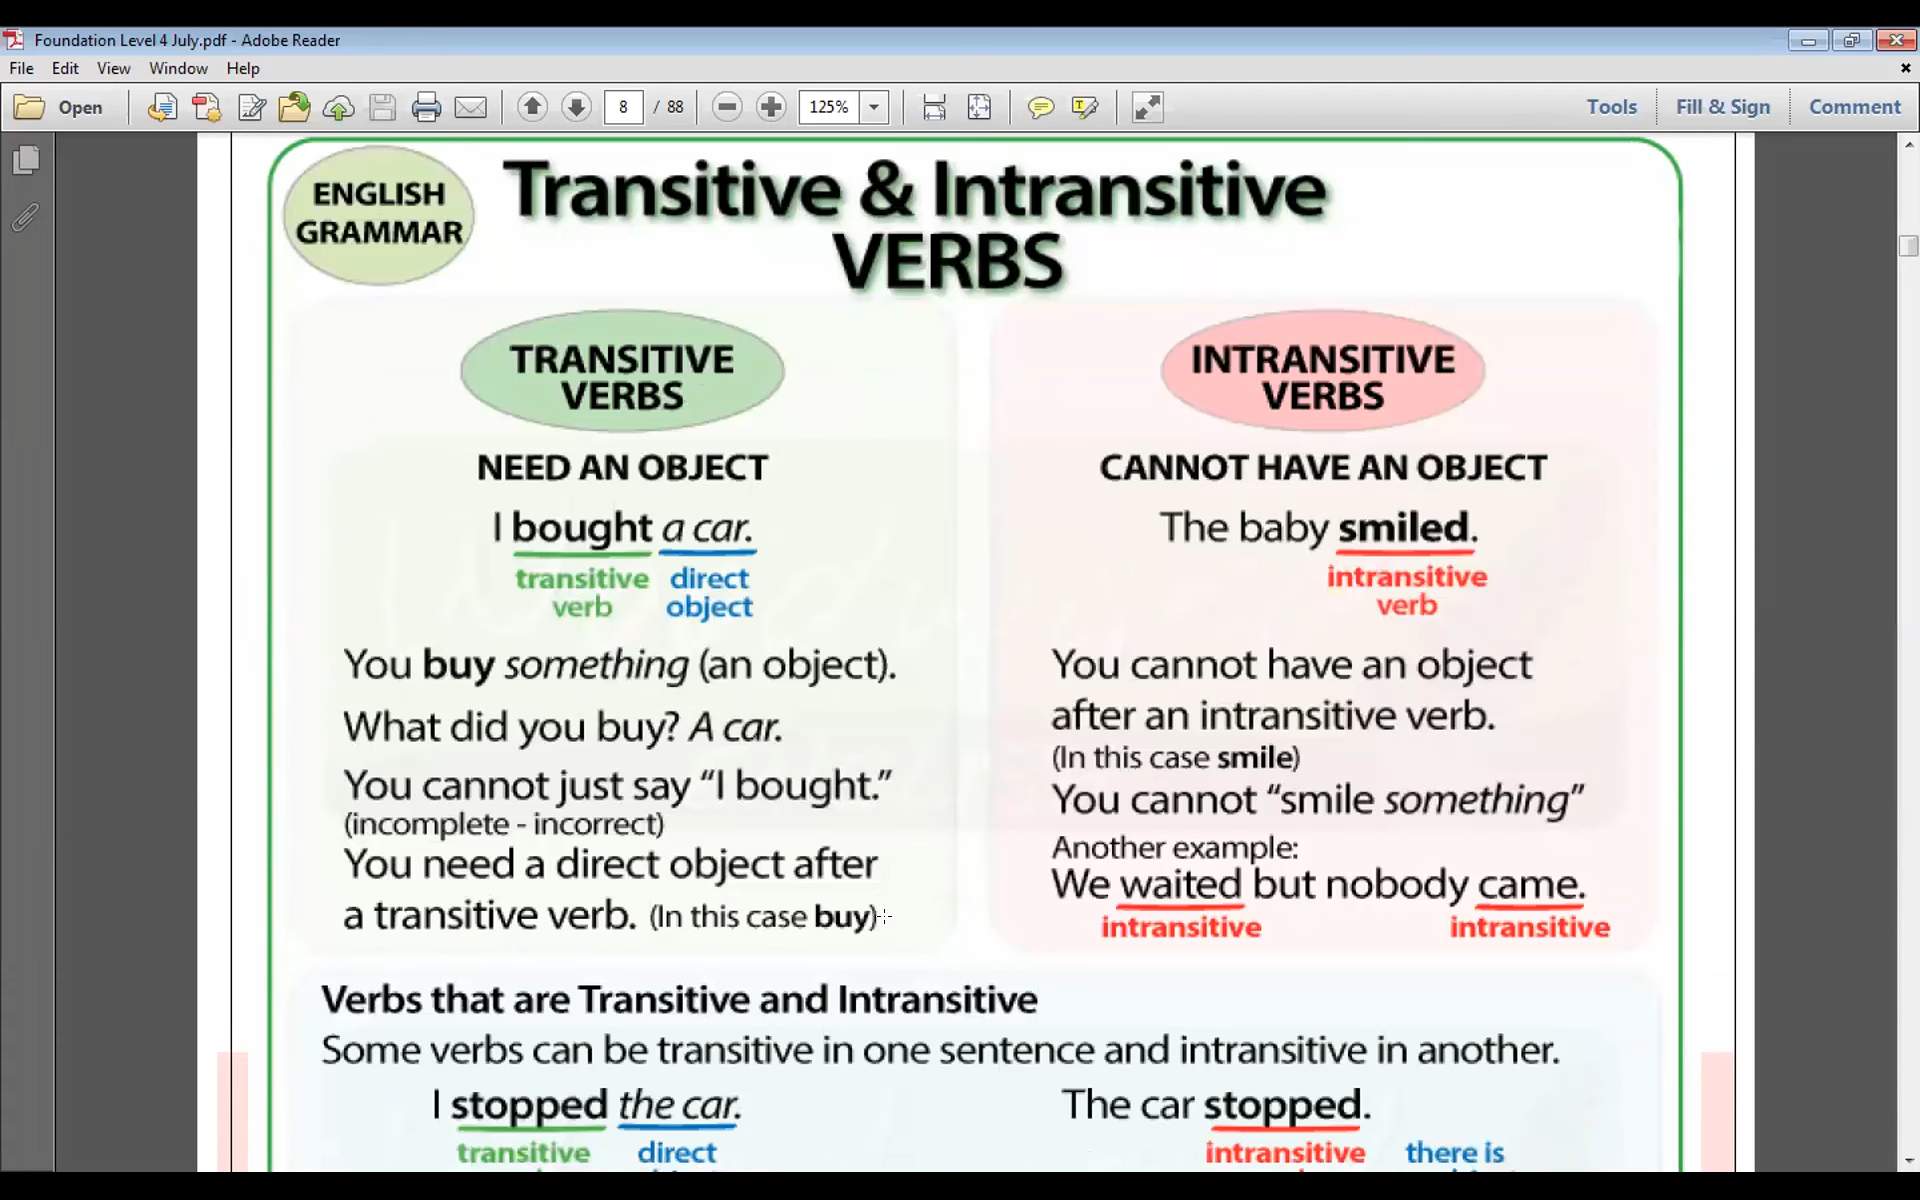 Foundation Level 4 July.pdf - Adobe Reader
File Edit View Window Help
Open 8 / 88 125% Tools Fill & Sign Comment
ENGLISH
GRAMMAR
Transitive & Intransitive
VERBS
TRANSITIVE
VERBS
NEED AN OBJECT
I bought a car.
transitive direct
verb object
You buy something (an object).
What did you buy? A car.
You cannot just say “I bought.”
(incomplete - incorrect)
You need a direct object after
a transitive verb. (In this case buy)
INTRANSITIVE
VERBS
CANNOT HAVE AN OBJECT
The baby smiled.
intransitive
verb
You cannot have an object
after an intransitive verb.
(In this case smile)
You cannot “smile something”
Another example:
We waited but nobody came.
intransitive intransitive
Verbs that are Transitive and Intransitive
Some verbs can be transitive in one sentence and intransitive in another.
I stopped the car.
transitive direct
The car stopped.
intransitive there is